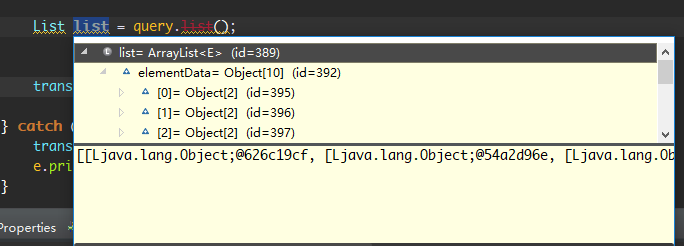 List list = query.list();
list= ArrayList<E> (id=389)
elementData= Object[10] (id=392)
[0]= Object[2] (id=395)
[1]= Object[2] (id=396)
[2]= Object[2] (id=397)
trans
} catch (
trans
e.pri
}
[[Ljava.lang.Object;@626c19cf, [Ljava.lang.Object;@54a2d96e, [Ljava.lang.Ob
Properties